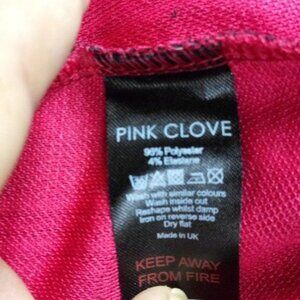 PINK CLOVE
96% Polyester
4% Elastane
Wash with similar colours
Wash inside out
Reshape whilst damp
Iron on reverse side
Dry flat
Made in UK
KEEP AWAY
FROM FIRE